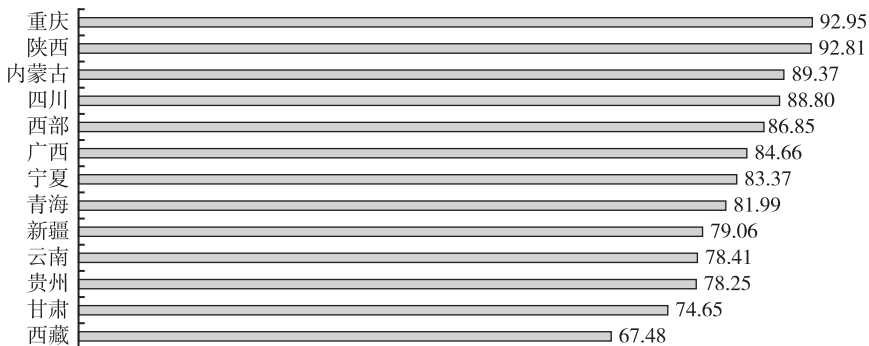 重庆 92.95
陕西 92.81
内蒙古 89.37
四川 88.80
西部 86.85
广西 84.66
宁夏 83.37
青海 81.99
新疆 79.06
云南 78.41
贵州 78.25
甘肃 74.65
西藏 67.48